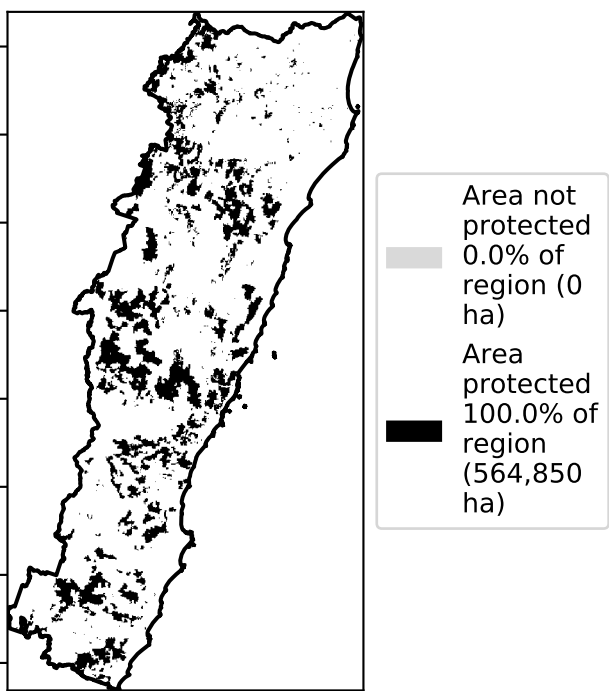 Area not
protected
0.0% of
region (0
ha)
Area
protected
100.0% of
region
(564,850
ha)